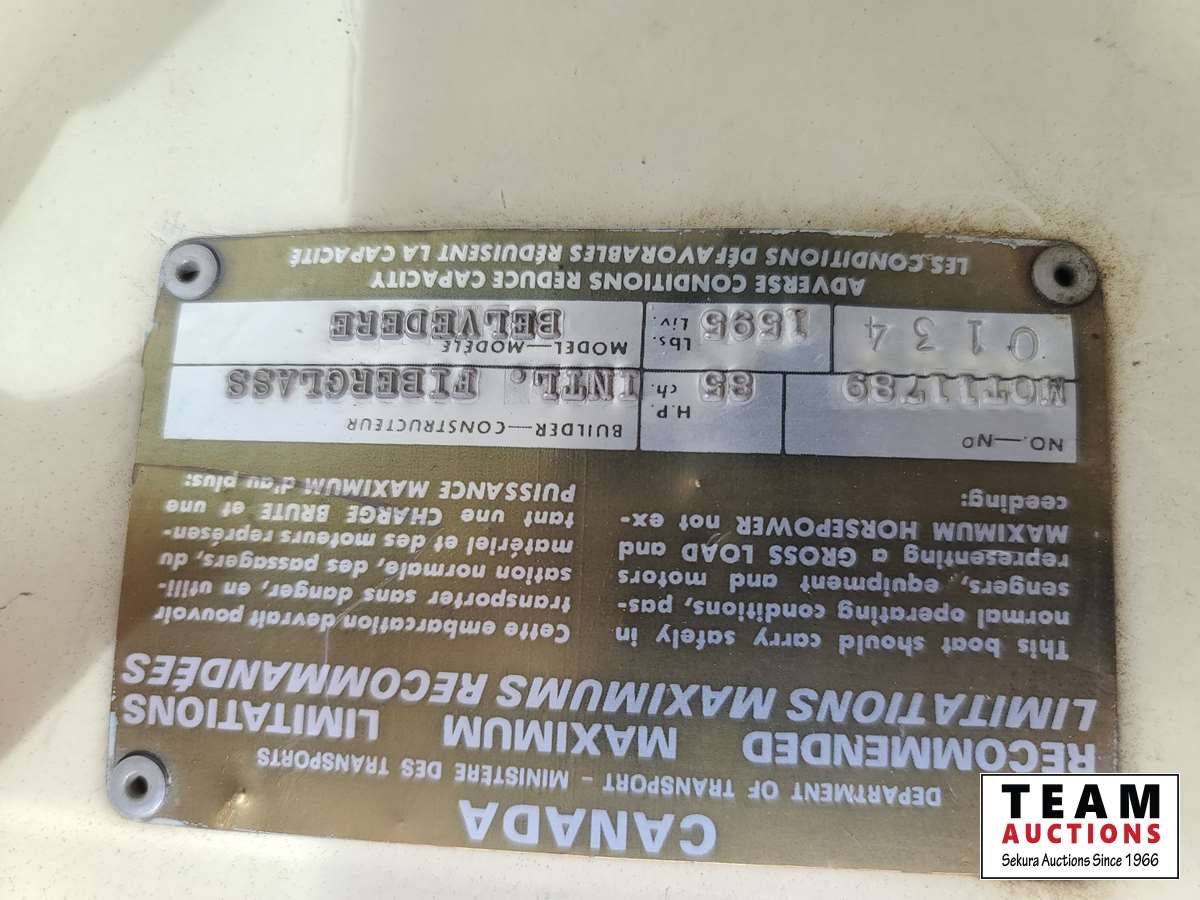 CANADA
DEPARTMENT OF TRANSPORT – MINISTÈRE DES TRANSPORTS
RECOMMENDED MAXIMUM LIMITATIONS
LIMITATIONS MAXIMUMS RECOMMANDÉES
This boat should carry safely in
normal operating conditions, pas-
sengers, equipment and motors
representing a GROSS LOAD and
MAXIMUM HORSEPOWER not ex-
ceeding:
Cette embarcation devrait pouvoir
transporter sans danger, en utili-
sation normale, des passagers, du
matériel et des moteurs représen-
tant une CHARGE BRUTE et une
PUISSANCE MAXIMUM d'au plus:
NO.—Nº
MOT11789
H.P.
ch.
85
BUILDER—CONSTRUCTEUR
INTL. FIBERGLASS
0134
Lbs.
Liv.
1595
MODEL—MODÈLE
BELVEDERE
ADVERSE CONDITIONS REDUCE CAPACITY
LES CONDITIONS DÉFAVORABLES RÉDUISENT LA CAPACITÉ
TEAM
AUCTIONS
Sekura Auctions Since 1966